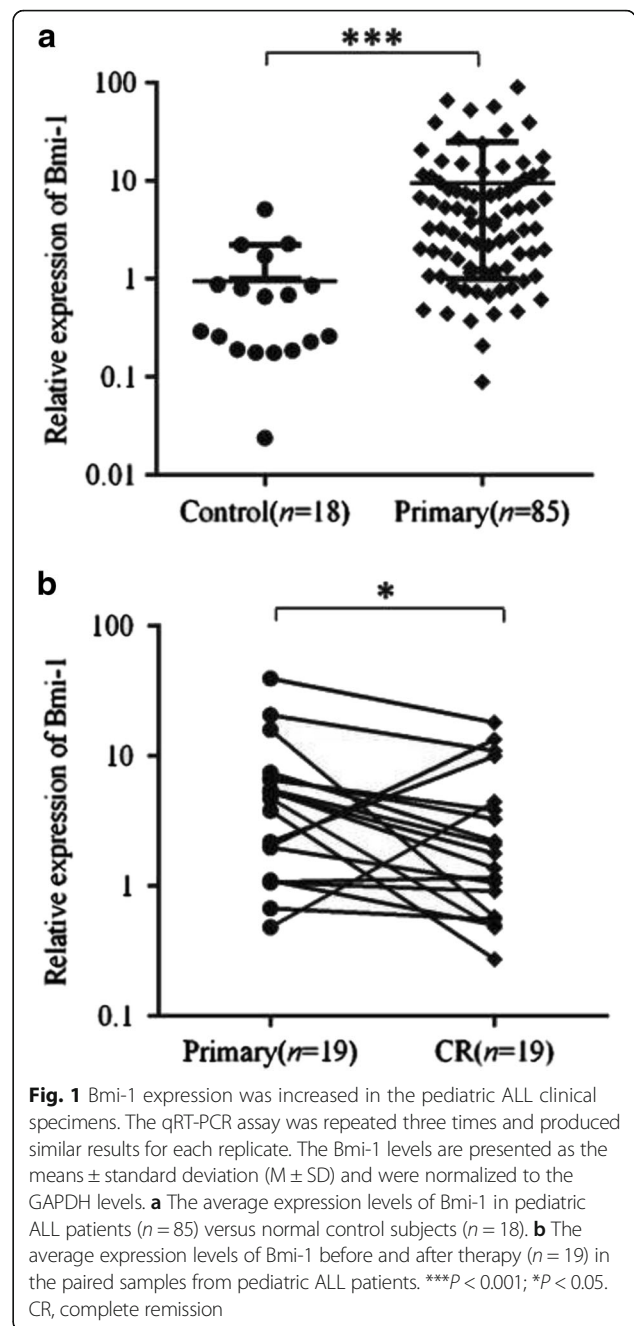 a
***
100
10
1
0.1
0.01
Relative expression of Bmi-1
Control(n=18) Primary(n=85)
b
*
100
10
1
0.1
Relative expression of Bmi-1
Primary(n=19) CR(n=19)
Fig. 1 Bmi-1 expression was increased in the pediatric ALL clinical
specimens. The qRT-PCR assay was repeated three times and produced
similar results for each replicate. The Bmi-1 levels are presented as the
means ± standard deviation (M ± SD) and were normalized to the
GAPDH levels. a The average expression levels of Bmi-1 in pediatric
ALL patients (n = 85) versus normal control subjects (n = 18). b The
average expression levels of Bmi-1 before and after therapy (n = 19) in
the paired samples from pediatric ALL patients. ***P < 0.001; *P < 0.05.
CR, complete remission